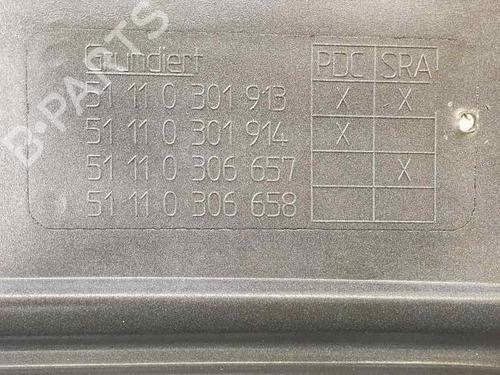 Grundiert PDC SRA
51 11 0 301 913 X X
51 11 0 301 914 X
51 11 0 306 657 X
51 11 0 306 658
B-PARTS